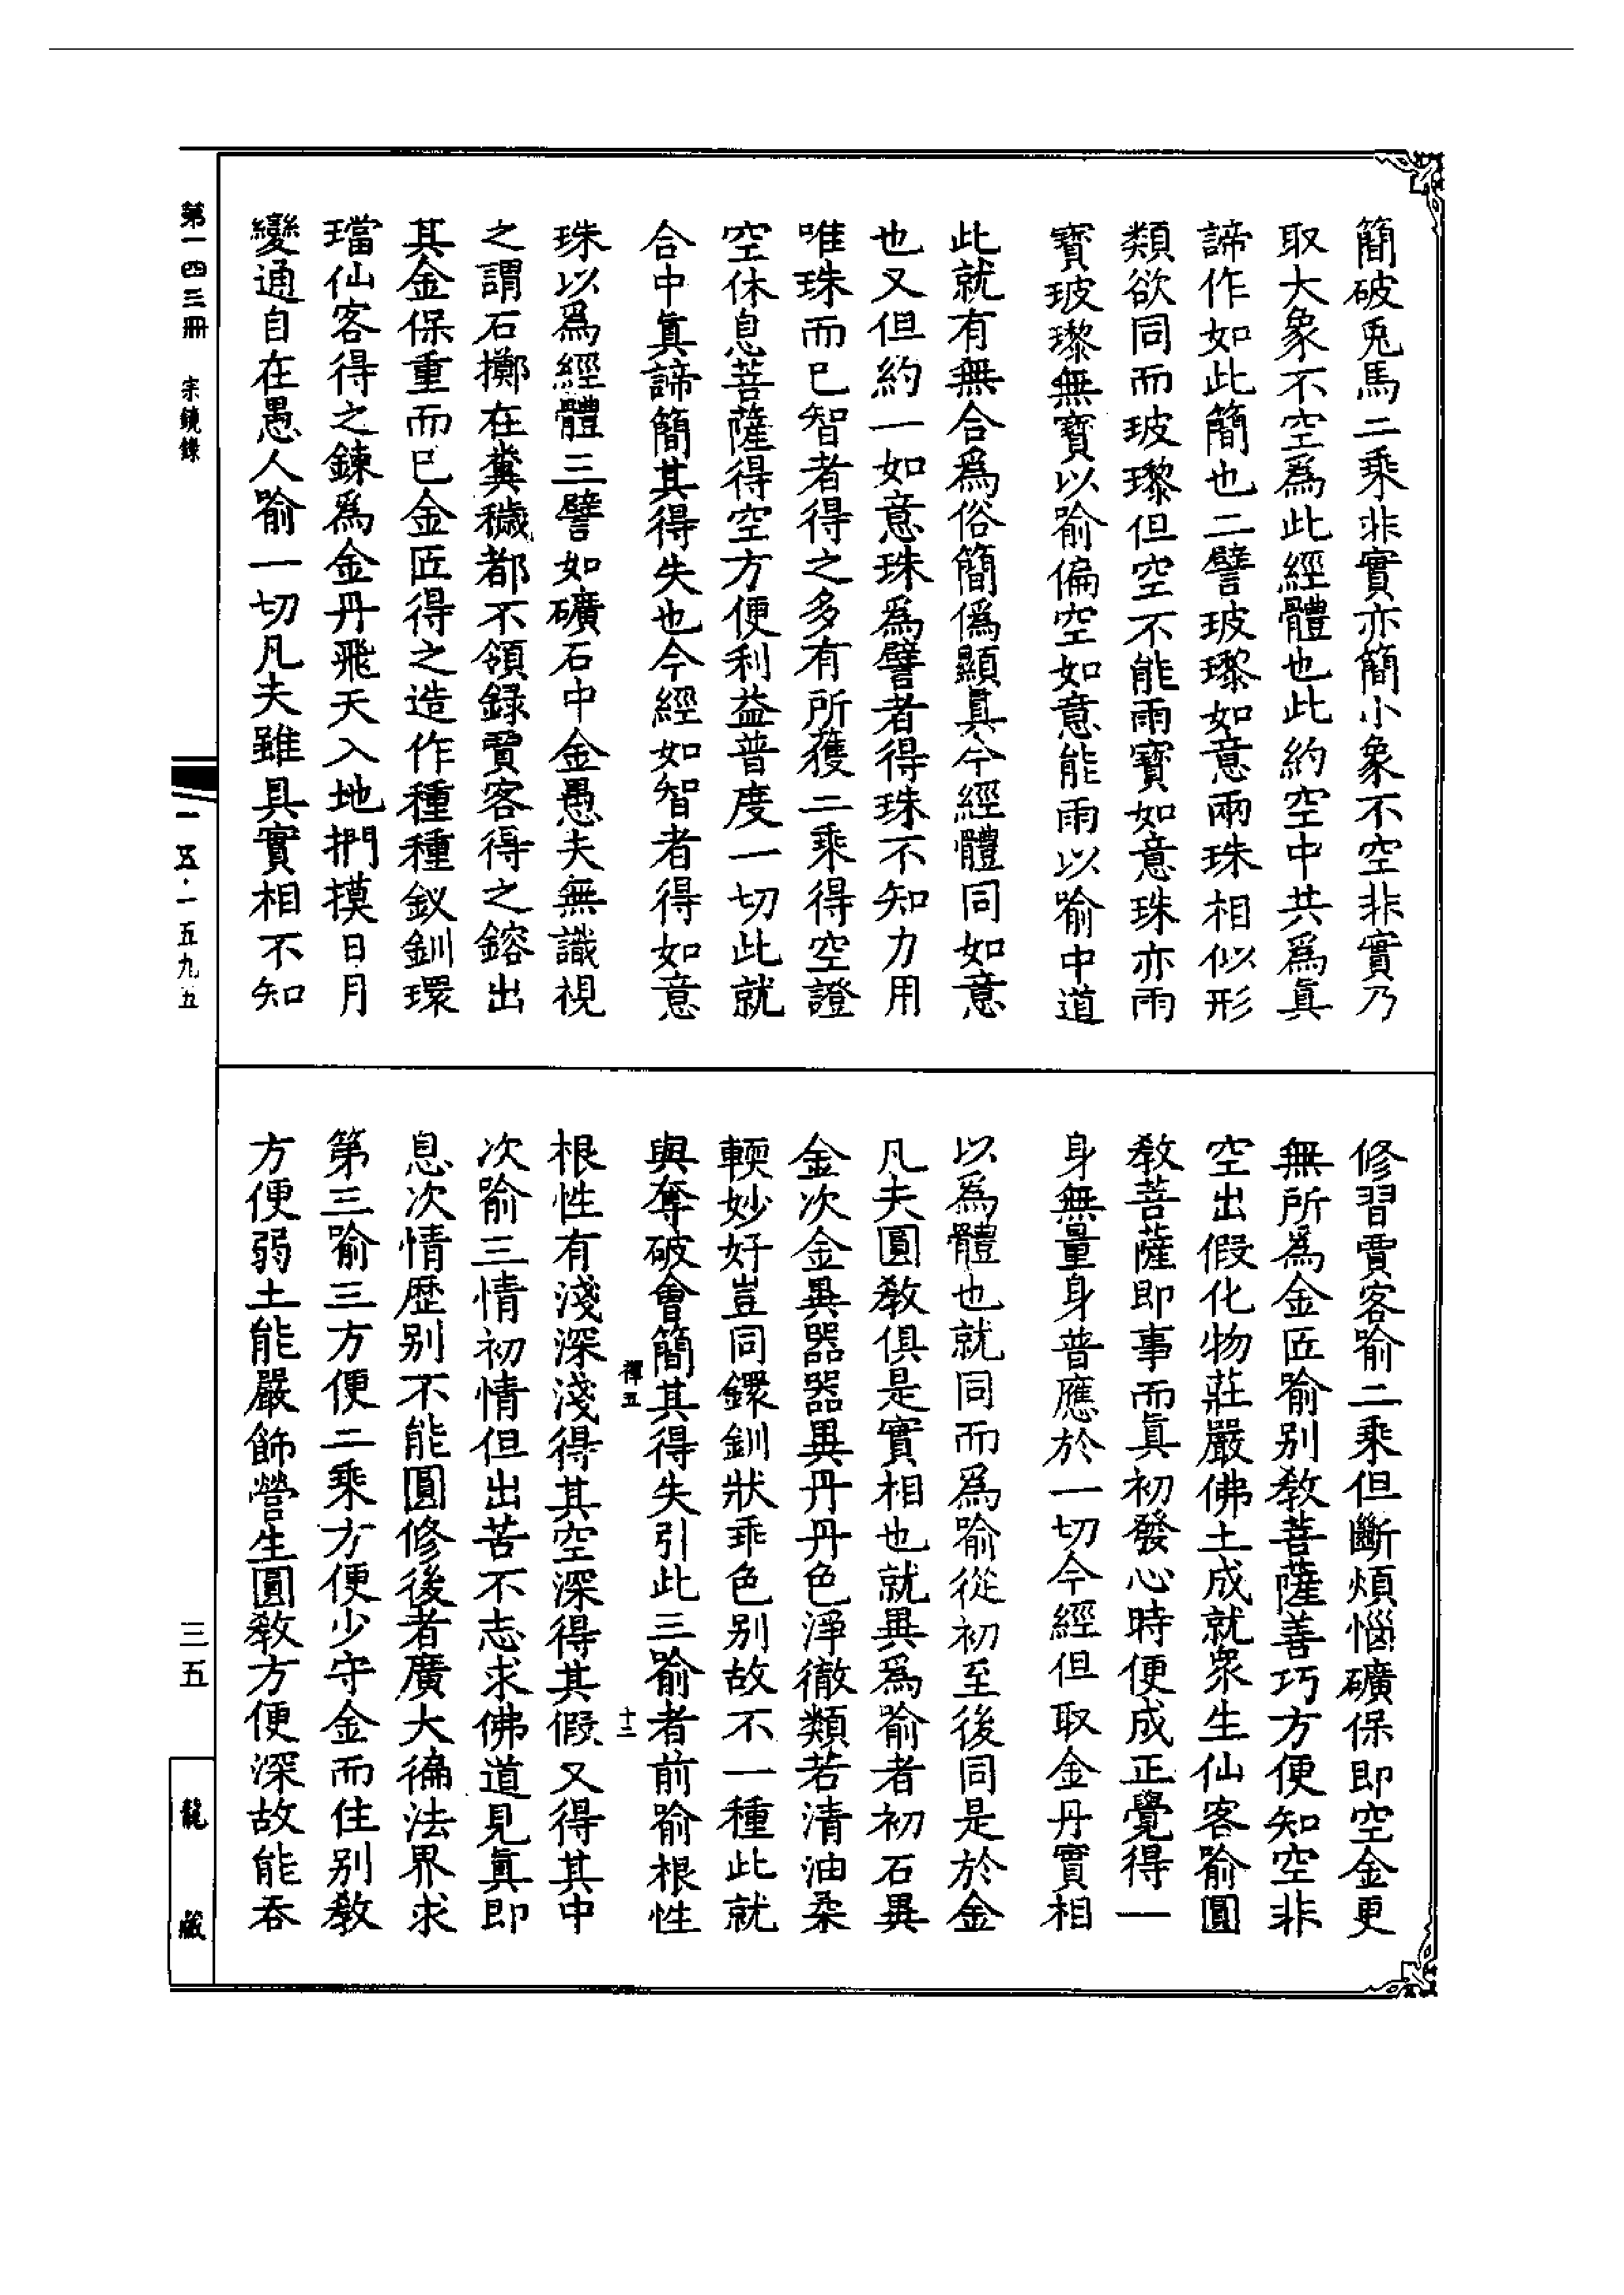 簡破兎馬二乘非實亦簡小象不空非實乃
取大象不空爲此經體也此約空中共爲眞
諦作如此簡也二譬玻瓈如意兩珠相似形
類欲同而玻瓈但空不能雨寶如意珠亦雨
寶玻瓈無寶以喻偏空如意能雨以喻中道
此就有無合爲俗簡僞顯眞今經體同如意
也又但約一如意珠爲譬者得珠不知力用
唯珠而已智者得之多有所獲二乘得空證
空休息菩薩得空方便利益普度一切此就
合中眞諦簡其得失也今經如智者得如意
珠以爲經體三譬如礦石中金愚夫無識視
之謂石擲在糞穢都不領録賈客得之鎔出
其金保重而已金匠得之造作種種釵釧環
璫仙客得之鍊爲金丹飛天入地捫摸日月
變通自在愚人喻一切凡夫雖具實相不知
修習賈客喻二乘但斷煩惱礦保即空金更
無所爲金匠喻别教菩薩善巧方便知空非
空出假化物莊嚴佛土成就衆生仙客喻圓
教菩薩即事而眞初發心時便成正覺得一
身無量身普應於一切今經但取金丹實相
以爲體也就同而爲喻從初至後同是於金
凡夫圓教俱是實相也就異爲喻者初石異
金次金異器器異丹丹色淨徹類若清油柔
輭妙好豈同鐶釧狀乖色别故不一種此就
與奪破會簡其得失引此三喻者前喻根性
根性有淺深淺得其空深得其假又得其中
次喻三情初情但出苦不志求佛道見眞即
息次情歴别不能圓修後者廣大徧法界求
第三喻三方便二乘方便少守金而住别教
方便弱土能嚴飾營生圓教方便深故能呑
禪五
十二
第一四三冊　宗鏡錄
一五·一五九五
三五
龍藏